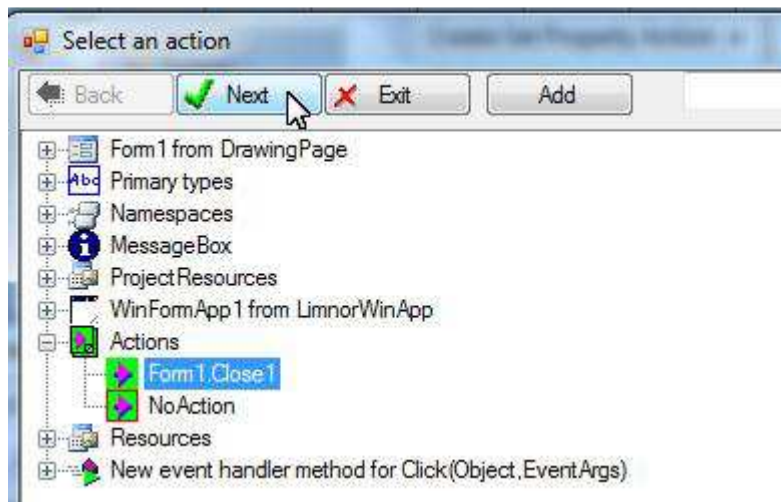 Select an action
Back Next Exit Add
Form1 from DrawingPage
Abc Primary types
Namespaces
MessageBox
ProjectResources
WinFormApp1 from LimnorWinApp
Actions
Form1.Close1
NoAction
Resources
New event handler method for Click(Object,EventArgs)